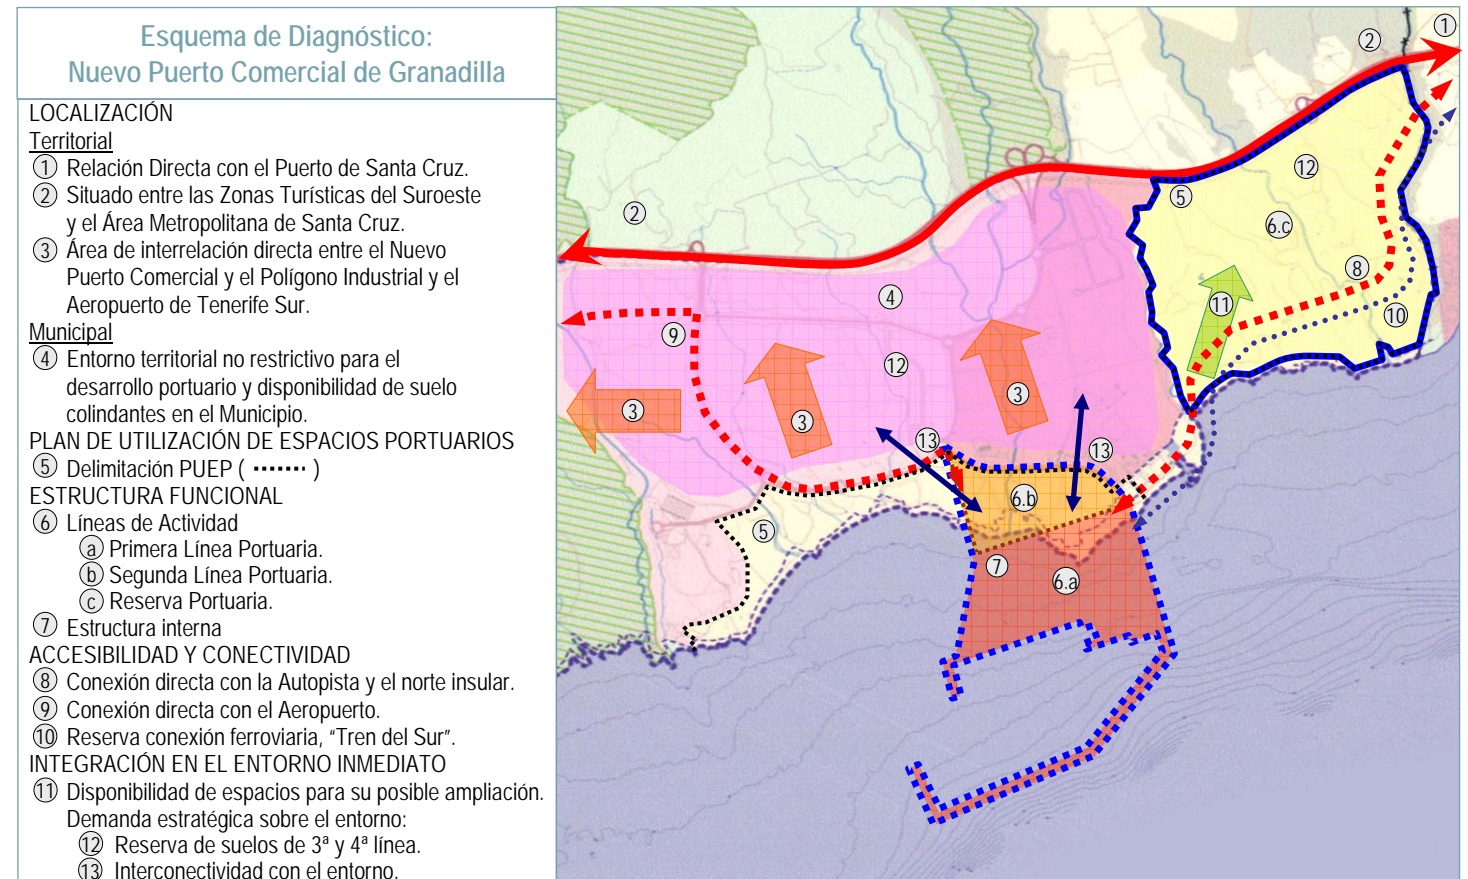 Esquema de Diagnóstico:
Nuevo Puerto Comercial de Granadilla
LOCALIZACIÓN
Territorial
1 Relación Directa con el Puerto de Santa Cruz.
2 Situado entre las Zonas Turísticas del Suroeste
y el Área Metropolitana de Santa Cruz.
3 Área de interrelación directa entre el Nuevo
Puerto Comercial y el Polígono Industrial y el
Aeropuerto de Tenerife Sur.
Municipal
4 Entorno territorial no restrictivo para el
desarrollo portuario y disponibilidad de suelo
colindantes en el Municipio.
PLAN DE UTILIZACIÓN DE ESPACIOS PORTUARIOS
5 Delimitación PUEP ( ······· )
ESTRUCTURA FUNCIONAL
6 Líneas de Actividad
a Primera Línea Portuaria.
b Segunda Línea Portuaria.
c Reserva Portuaria.
7 Estructura interna
ACCESIBILIDAD Y CONECTIVIDAD
8 Conexión directa con la Autopista y el norte insular.
9 Conexión directa con el Aeropuerto.
10 Reserva conexión ferroviaria, “Tren del Sur”.
INTEGRACIÓN EN EL ENTORNO INMEDIATO
11 Disponibilidad de espacios para su posible ampliación.
Demanda estratégica sobre el entorno:
12 Reserva de suelos de 3ª y 4ª línea.
13 Interconectividad con el entorno.
1
2
12
5
2
6.c
8
4
11
10
9
12
3
3
3
13
13
6.b
5
7
6.a